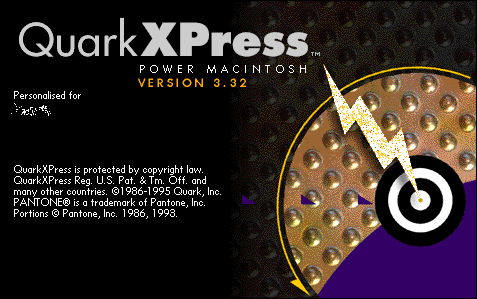 QuarkXPress™
POWER MACINTOSH
VERSION 3.32
Personalised for
QuarkXPress is protected by copyright law.
QuarkXPress Reg. U.S. Pat. & Tm. Off. and
many other countries. ©1986-1995 Quark, Inc.
PANTONE® is a trademark of Pantone, Inc.
Portions © Pantone, Inc. 1986, 1993.